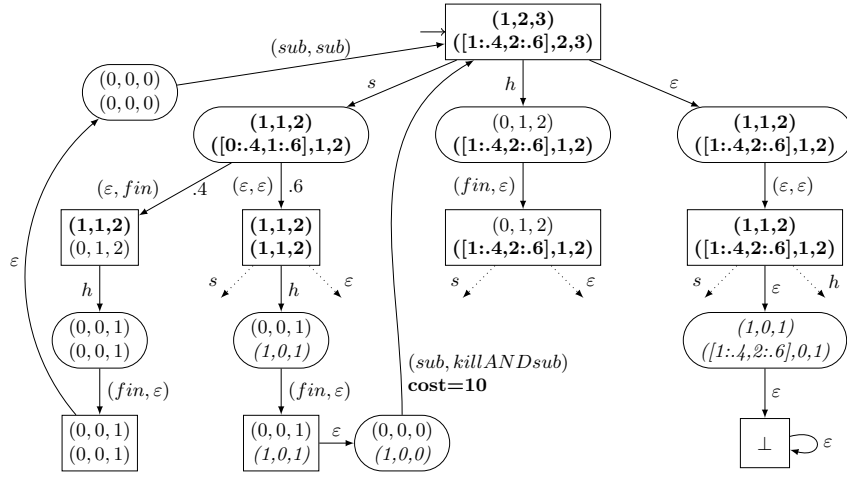 (1,2,3)
([1:.4,2:.6],2,3)
(sub, sub)
(0, 0, 0)
(0, 0, 0)
s
h
ε
(1,1,2)
([0:.4,1:.6],1,2)
(0, 1, 2)
([1:.4,2:.6],1,2)
(1,1,2)
([1:.4,2:.6],1,2)
(ε, fin)
.4
(ε, ε)
.6
(fin, ε)
(ε, ε)
(1,1,2)
(0, 1, 2)
(1,1,2)
(1,1,2)
(0, 1, 2)
([1:.4,2:.6],1,2)
(1,1,2)
([1:.4,2:.6],1,2)
ε
h
s
h
ε
s
ε
s
ε
h
(0, 0, 1)
(0, 0, 1)
(0, 0, 1)
(1,0,1)
(1,0,1)
([1:.4,2:.6],0,1)
(sub, killANDsub)
cost=10
(fin, ε)
(fin, ε)
ε
(0, 0, 1)
(0, 0, 1)
(0, 0, 1)
(1,0,1)
ε
(0, 0, 0)
(1,0,0)
⊥
ε